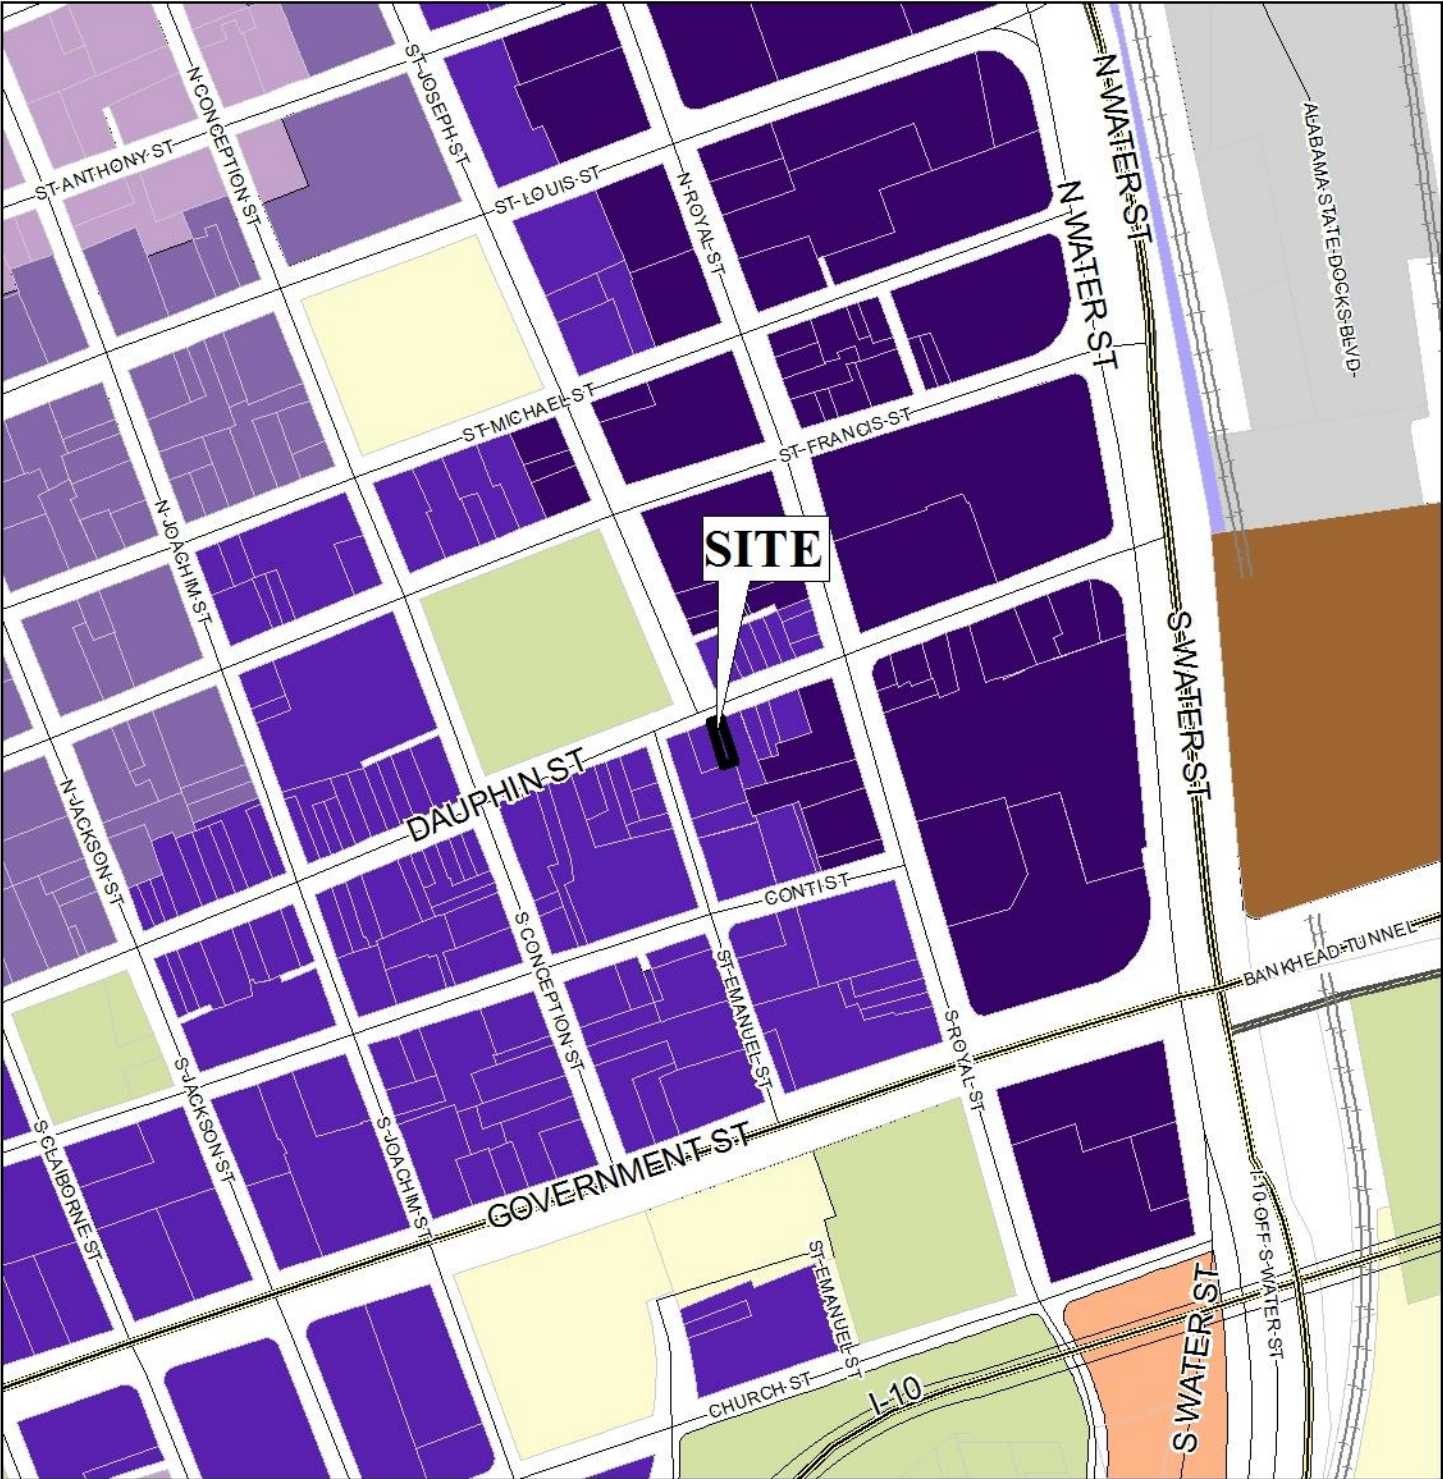 ST JOSEPH ST
N CONCEPTION ST
N WATER ST
ALABAMA STATE DOCKS BLVD
ST ANTHONY ST
ST LOUIS ST
N ROYAL ST
N WATER ST
ST MICHAEL ST
ST FRANCIS ST
N JOACHIM ST
SITE
S WATER ST
DAUPHIN ST
N JACKSON ST
CONTI ST
S CONCEPTION ST
ST EMANUEL ST
BANKHEAD TUNNEL
S ROYAL ST
S JACKSON ST
S CLAIBORNE ST
S JOACHIM ST
GOVERNMENT ST
I-10 OFF S WATER ST
ST EMANUEL ST
S WATER ST
CHURCH ST
I-10